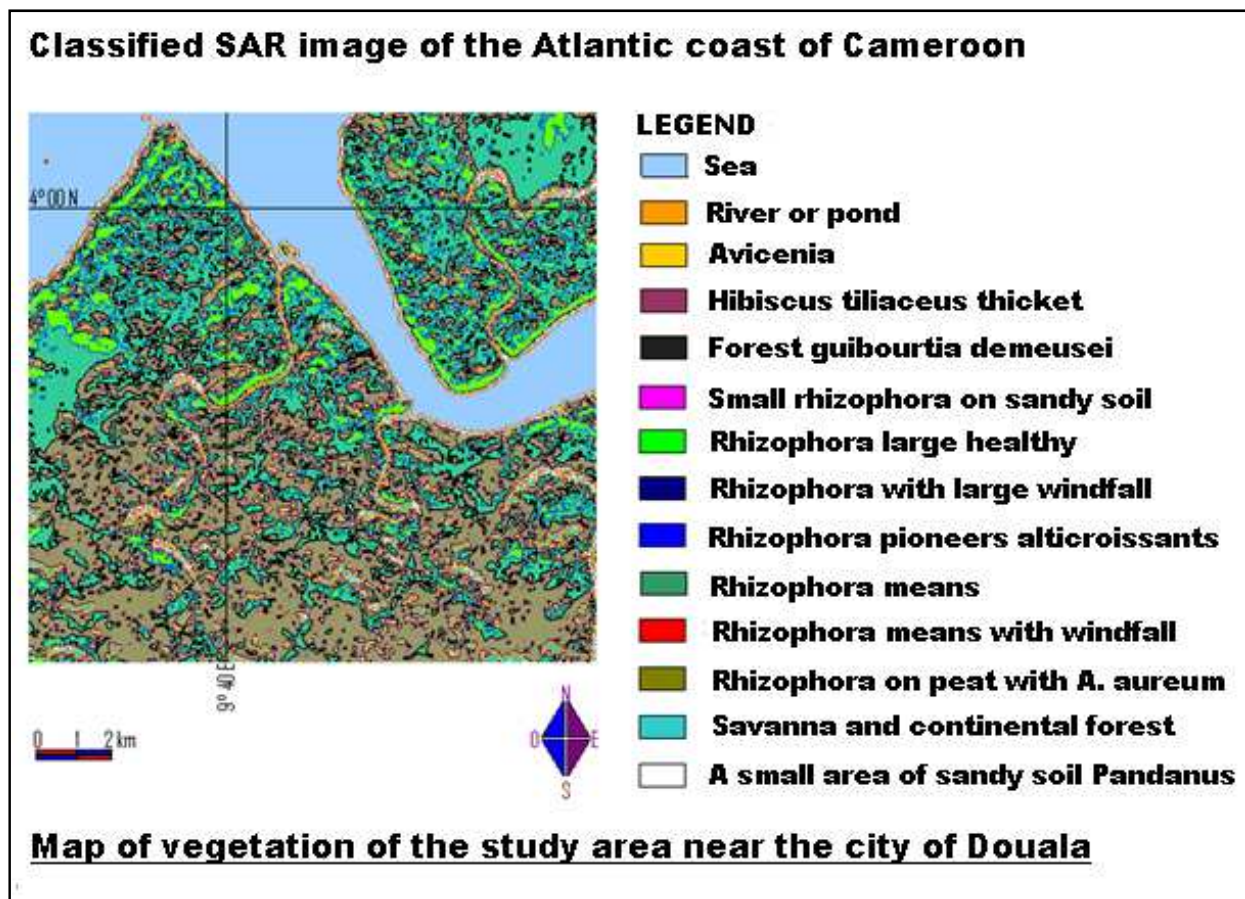 Classified SAR image of the Atlantic coast of Cameroon
4° 00 N
9° 40 E
0 1 2 km
N
O E
S
LEGEND
Sea
River or pond
Avicenia
Hibiscus tiliaceus thicket
Forest guibourtia demeusei
Small rhizophora on sandy soil
Rhizophora large healthy
Rhizophora with large windfall
Rhizophora pioneers alticroissants
Rhizophora means
Rhizophora means with windfall
Rhizophora on peat with A. aureum
Savanna and continental forest
A small area of sandy soil Pandanus
Map of vegetation of the study area near the city of Douala